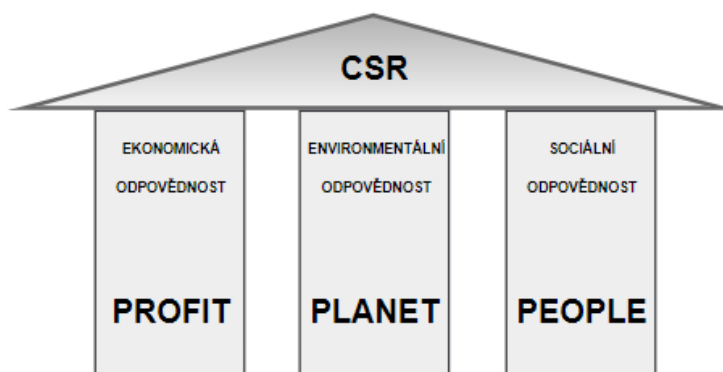 CSR
EKONOMICKÁ
ODPOVĚDNOST
PROFIT
ENVIRONMENTÁLNÍ
ODPOVĚDNOST
PLANET
SOCIÁLNÍ
ODPOVĚDNOST
PEOPLE